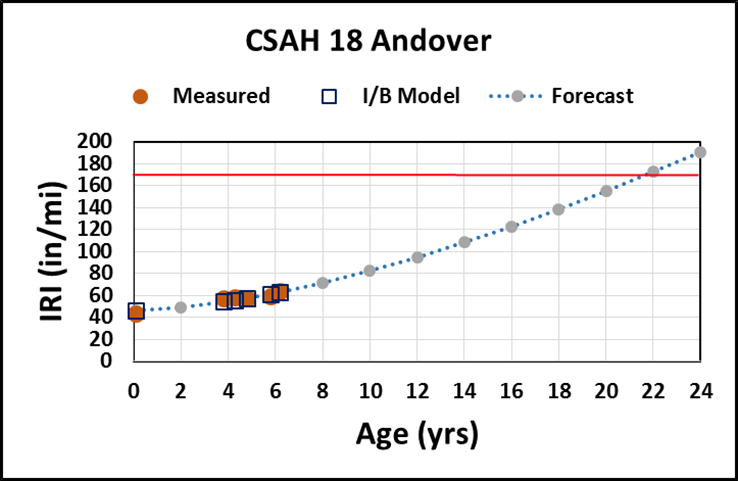 CSAH 18 Andover
Measured I/B Model Forecast
IRI (in/mi)
200
180
160
140
120
100
80
60
40
20
0
0 2 4 6 8 10 12 14 16 18 20 22 24
Age (yrs)